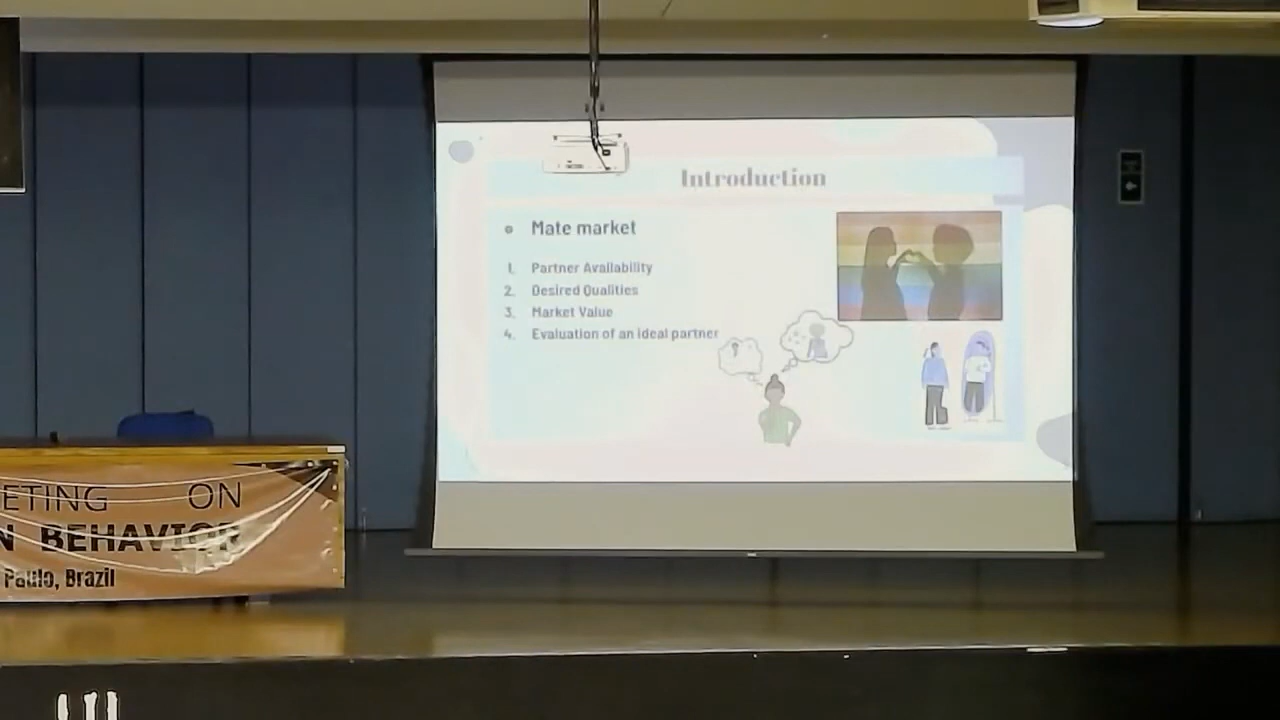 Introduction
Mate market
1. Partner Availability
2. Desired Qualities
3. Market Value
4. Evaluation of an ideal partner
ETING ON
N BEHAVIOR
Paulo, Brazil